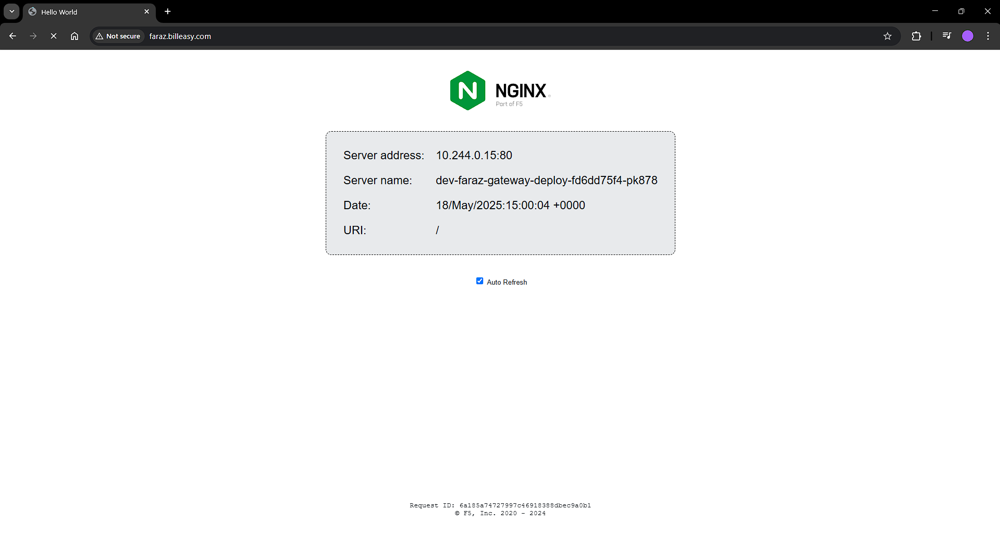 Hello World
Not secure faraz.billeasy.com
NGINX
Part of F5
Server address: 10.244.0.15:80
Server name: dev-faraz-gateway-deploy-fd6dd75f4-pk878
Date: 18/May/2025:15:00:04 +0000
URI: /
Auto Refresh
Request ID: 6a185a74727997c46918388dbec9a0b1
© F5, Inc. 2020 - 2024